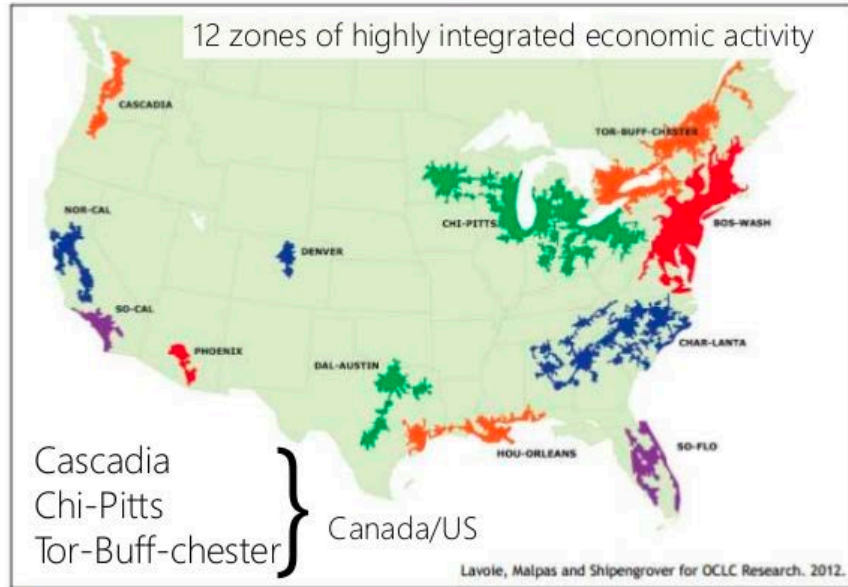 12 zones of highly integrated economic activity
CASCADIA
TOR-BUFF-CHESTER
NOR-CAL
CHI-PITTS
BOS-WASH
DENVER
SO-CAL
PHOENIX
DAL-AUSTIN
CHAR-LANTA
HOU-ORLEANS
SO-FLO
Cascadia
Chi-Pitts
Tor-Buff-chester
Canada/US
Lavoie, Malpas and Shipengrover for OCLC Research. 2012.